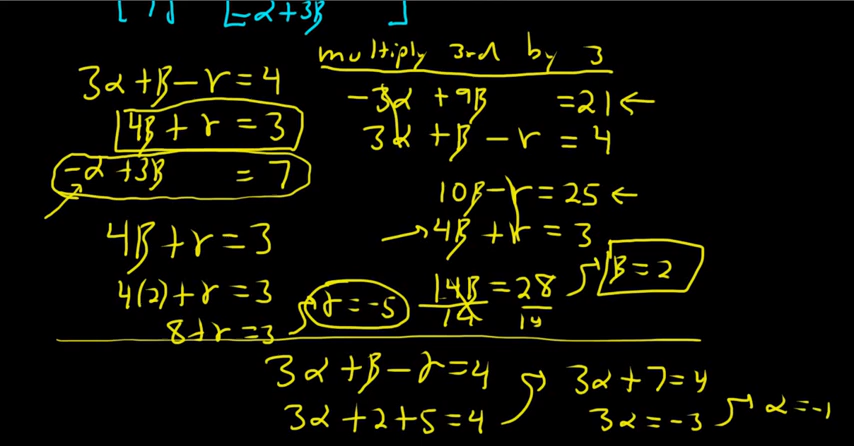 -α+3β
multiply 3rd by 3
3α+β-γ=4
4β+γ=3
-α+3β = 7
4β+γ=3
4(2)+γ=3
8+γ=3
γ=-5
-3α +9β =21←
3α +β -γ = 4
10β-γ=25 ←
→4β+γ=3
14β=28
14 14
β=2
3α+β-γ=4
3α+2+5=4
3α+7=4
3α=-3
α=-1